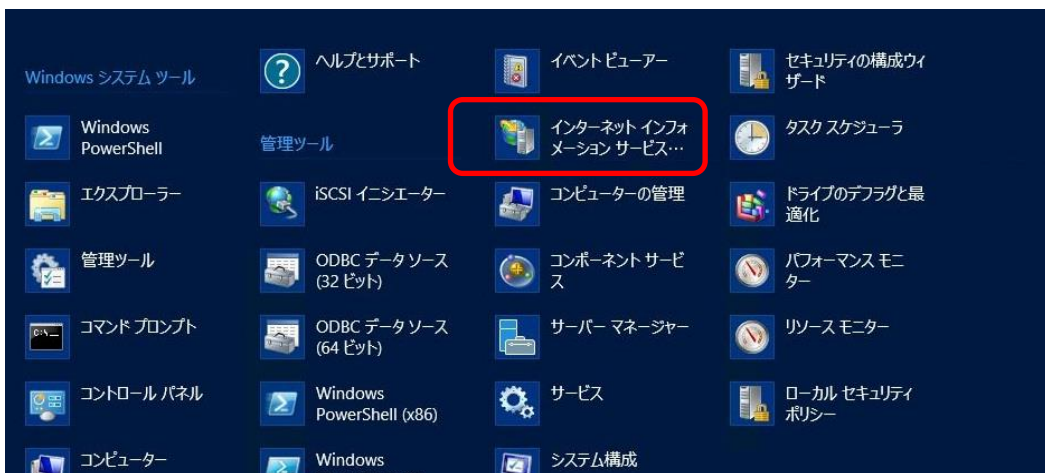 Windows システム ツール
Windows
PowerShell
エクスプローラー
管理ツール
コマンド プロンプト
コントロール パネル
コンピューター
ヘルプとサポート
管理ツール
iSCSI イニシエーター
ODBC データ ソース
(32 ビット)
ODBC データ ソース
(64 ビット)
Windows
PowerShell (x86)
Windows
イベント ビューアー
インターネット インフォ
メーション サービス…
コンピューターの管理
コンポーネント サービ
ス
サーバー マネージャー
サービス
システム構成
セキュリティの構成ウィ
ザード
タスク スケジューラ
ドライブのデフラグと最
適化
パフォーマンス モニ
ター
リソース モニター
ローカル セキュリティ
ポリシー